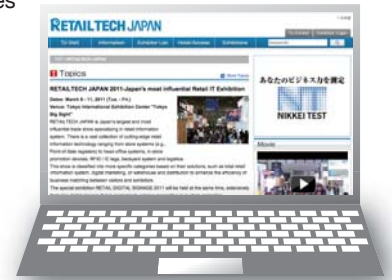 es
RETAILTECH JAPAN
To Visit
Information
Exhibitor List
Hotel/Access
Exhibitions
Topics
RETAILTECH JAPAN 2011-Japan's most influential Retail IT Exhibition
Dates: March 8 - 11, 2011 (Tue. - Fri.)
Venue: Tokyo International Exhibition Center "Tokyo
Big Sight"
RETAILTECH JAPAN is Japan's largest and most
influential trade show specializing in retail information
system. There is a vast collection of cutting-edge retail
information technology ranging from store systems (e.g.,
Point-of-Sale registers) to head office systems, in-store
promotion devices, RFID / IC tags, backyard system and logistics.
This show is classified into more specific categories based on their solutions, such as total retail
information system, digital marketing, or warehouse and distribution to enhance the efficiency of
business matching between visitors and exhibitors.
The special exhibition RETAIL DIGITAL SIGNAGE 2011 will be held at the same time, extensively
あなたのビジネス力を測定
NIKKEI TEST
Movie